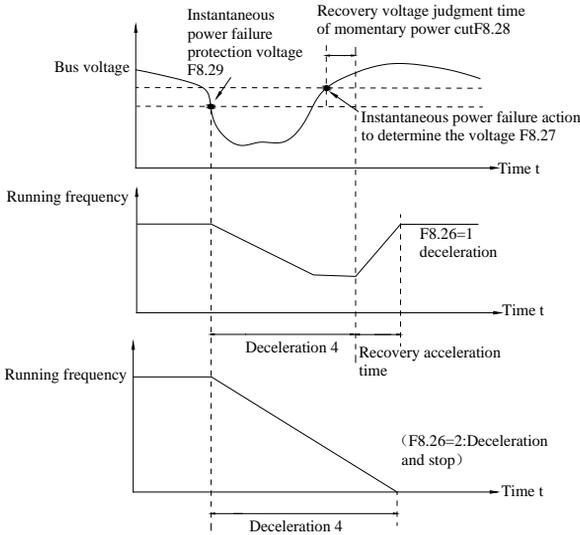 Instantaneous
power failure
protection voltage
F8.29
Recovery voltage judgment time
of momentary power cutF8.28
Bus voltage
Instantaneous power failure action
to determine the voltage F8.27
Time t
Running frequency
F8.26=1
deceleration
Time t
Deceleration 4
Recovery acceleration
time
Running frequency
（F8.26=2:Deceleration
and stop）
Time t
Deceleration 4